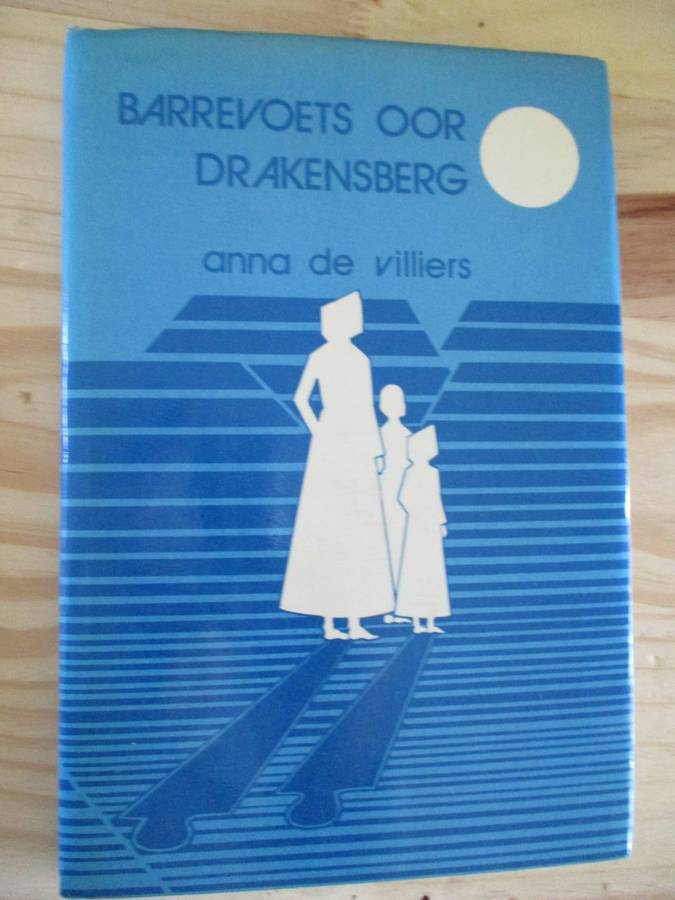 BARREVOETS OOR
DRAKENSBERG
anna de villiers